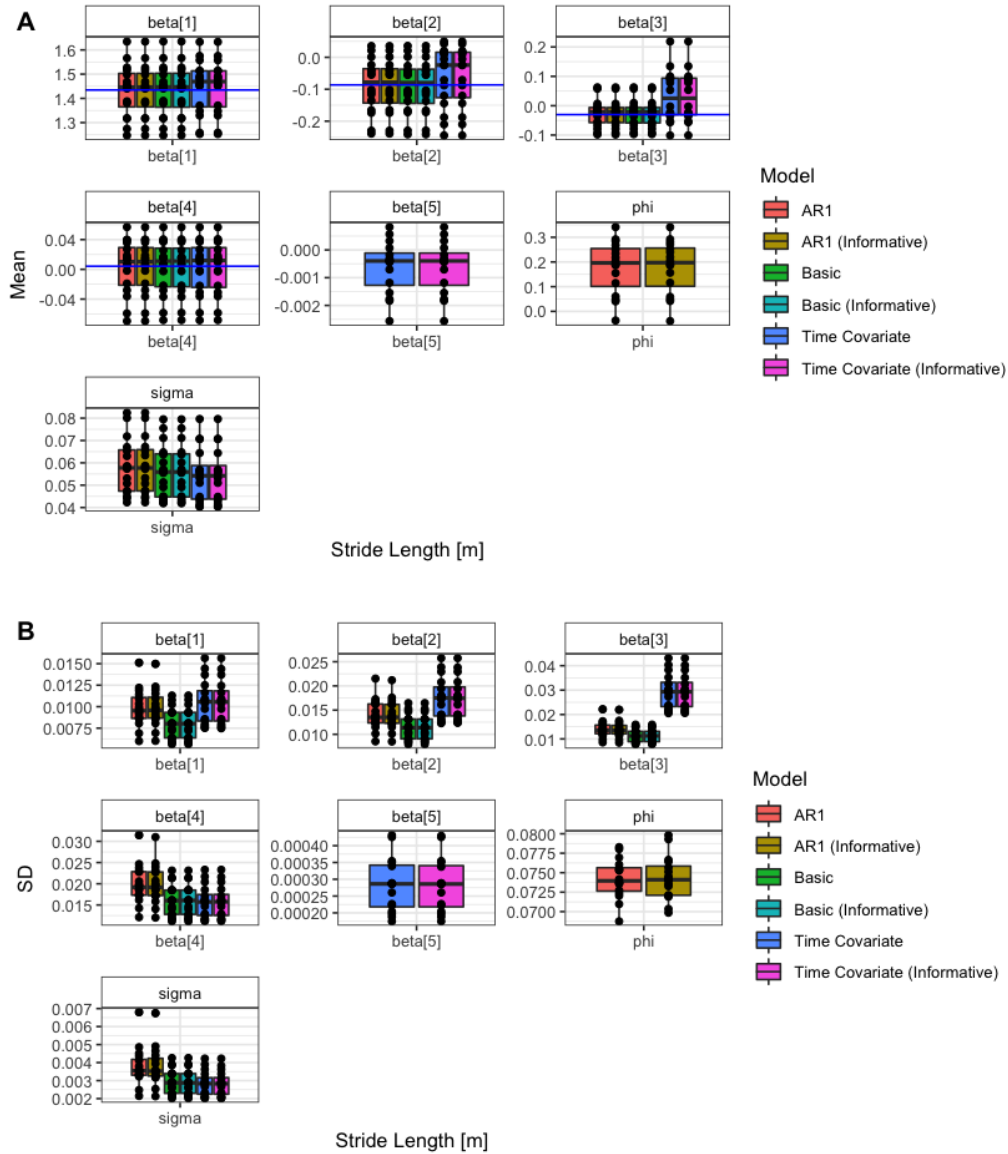 A
beta[1]
beta[2]
beta[3]
1.6
1.5
1.4
1.3
0.0
-0.1
-0.2
0.2
0.1
0.0
-0.1
beta[1]
beta[2]
beta[3]
Mean
beta[4]
beta[5]
phi
0.04
0.00
-0.04
0.000
-0.001
-0.002
0.3
0.2
0.1
0.0
beta[4]
beta[5]
phi
sigma
0.08
0.07
0.06
0.05
0.04
sigma
Stride Length [m]
Model
AR1
AR1 (Informative)
Basic
Basic (Informative)
Time Covariate
Time Covariate (Informative)
B
beta[1]
beta[2]
beta[3]
0.0150
0.0125
0.0100
0.0075
0.025
0.020
0.015
0.010
0.04
0.03
0.02
0.01
beta[1]
beta[2]
beta[3]
SD
beta[4]
beta[5]
phi
0.030
0.025
0.020
0.015
0.00040
0.00035
0.00030
0.00025
0.00020
0.0800
0.0775
0.0750
0.0725
0.0700
beta[4]
beta[5]
phi
sigma
0.007
0.006
0.005
0.004
0.003
0.002
sigma
Stride Length [m]
Model
AR1
AR1 (Informative)
Basic
Basic (Informative)
Time Covariate
Time Covariate (Informative)